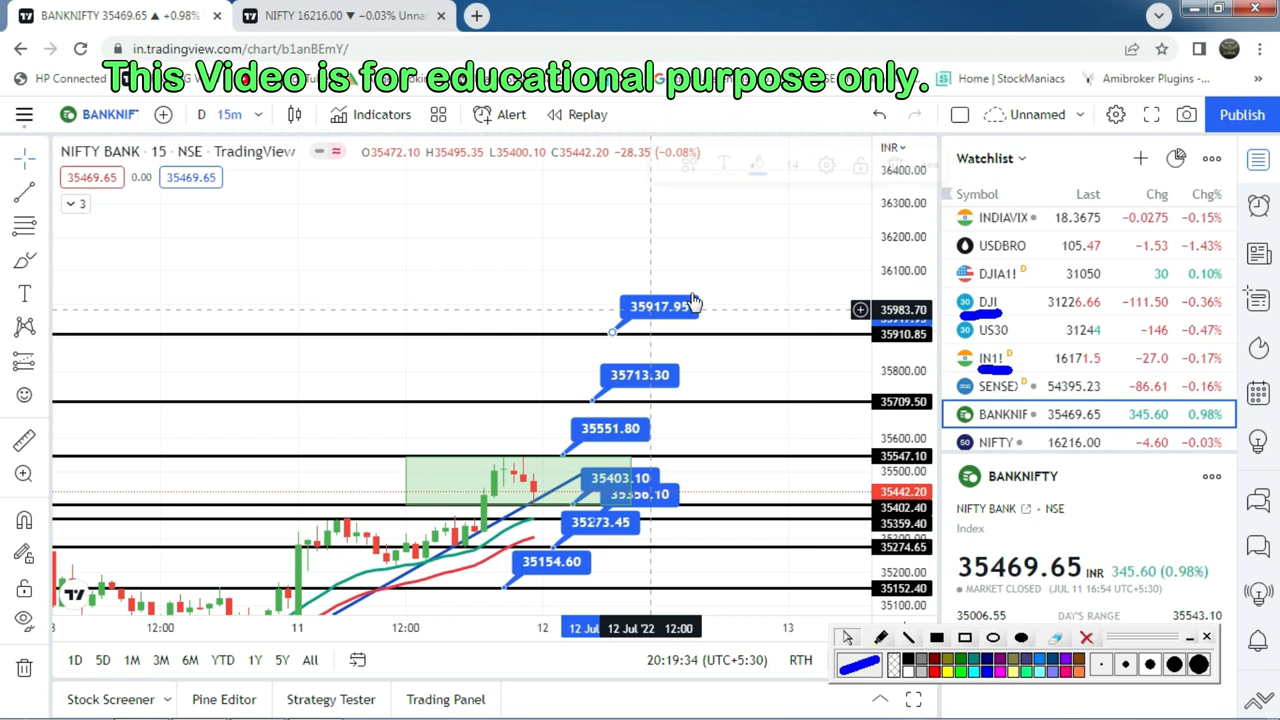 BANKNIFTY 35469.65 ▲ +0.98% NIFTY 16216.00 ▼ −0.03% Unnar
in.tradingview.com/chart/b1anBEmY/
This Video is for educational purpose only.
HP Connected Home | StockManiacs Amibroker Plugins -... »
BANKNIF D 15m Indicators Alert Replay Unnamed Publish
NIFTY BANK · 15 · NSE · TradingView O35472.10 H35495.35 L35400.10 C35442.20 −28.35 (−0.08%) INR
35469.65 0.00 35469.65
3
14
36400.00
36300.00
36200.00
36100.00
35983.70
35910.85
35800.00
35709.50
35600.00
35547.10
35500.00
35442.20
35402.40
35359.40
35274.65
35200.00
35152.40
35100.00
35917.95
35713.30
35551.80
35403.10
35273.45
35154.60
12:00 11 12:00 12 12 Jul 12 Jul '22 12:00 13
1D 5D 1M 3M 6M All 20:19:34 (UTC+5:30) RTH
Stock Screener Pine Editor Strategy Tester Trading Panel
Watchlist
Symbol Last Chg Chg%
INDIAVIX 18.3675 −0.0275 −0.15%
USDBRO 105.47 −1.53 −1.43%
DJIA1! D 31050 30 0.10%
30 DJI D 31226.66 −111.50 −0.36%
30 US30 31244 −146 −0.47%
IN1! D 16171.5 −27.0 −0.17%
SENSEX D 54395.23 −86.61 −0.16%
BANKNIF 35469.65 345.60 0.98%
50 NIFTY 16216.00 −4.60 −0.03%
BANKNIFTY
NIFTY BANK · NSE
Index
35469.65 INR 345.60 (0.98%)
MARKET CLOSED (JUL 11 16:54 UTC+5:30)
35006.55 DAY'S RANGE 35543.10